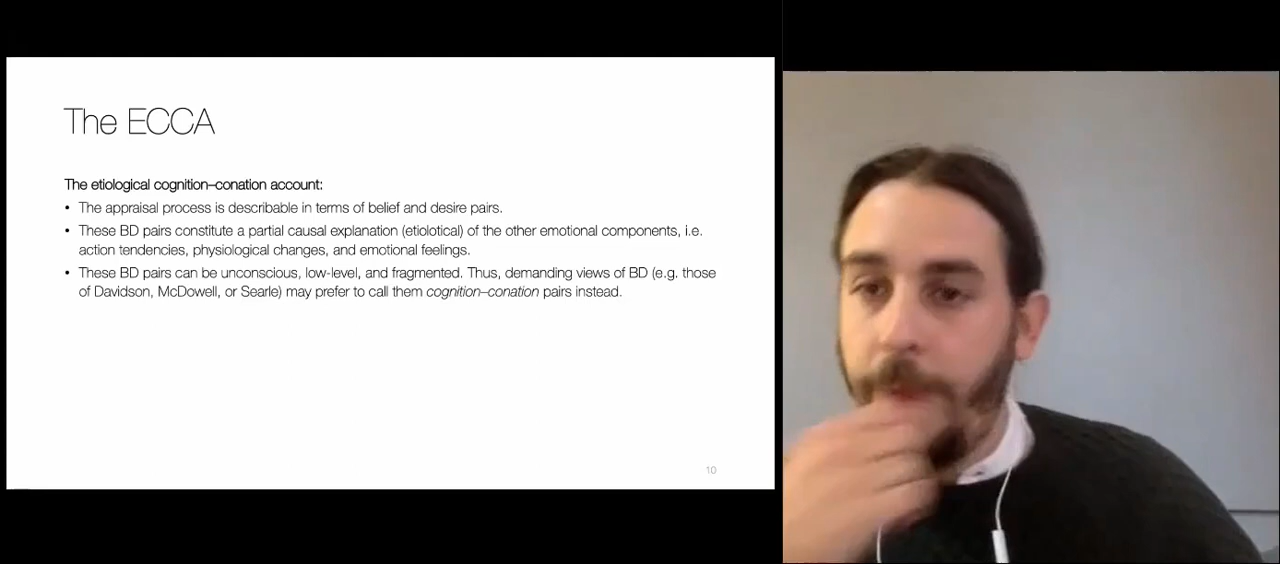 The ECCA
The etiological cognition–conation account:
• The appraisal process is describable in terms of belief and desire pairs.
• These BD pairs constitute a partial causal explanation (etiolotical) of the other emotional components, i.e.
action tendencies, physiological changes, and emotional feelings.
• These BD pairs can be unconscious, low-level, and fragmented. Thus, demanding views of BD (e.g. those
of Davidson, McDowell, or Searle) may prefer to call them cognition–conation pairs instead.
10